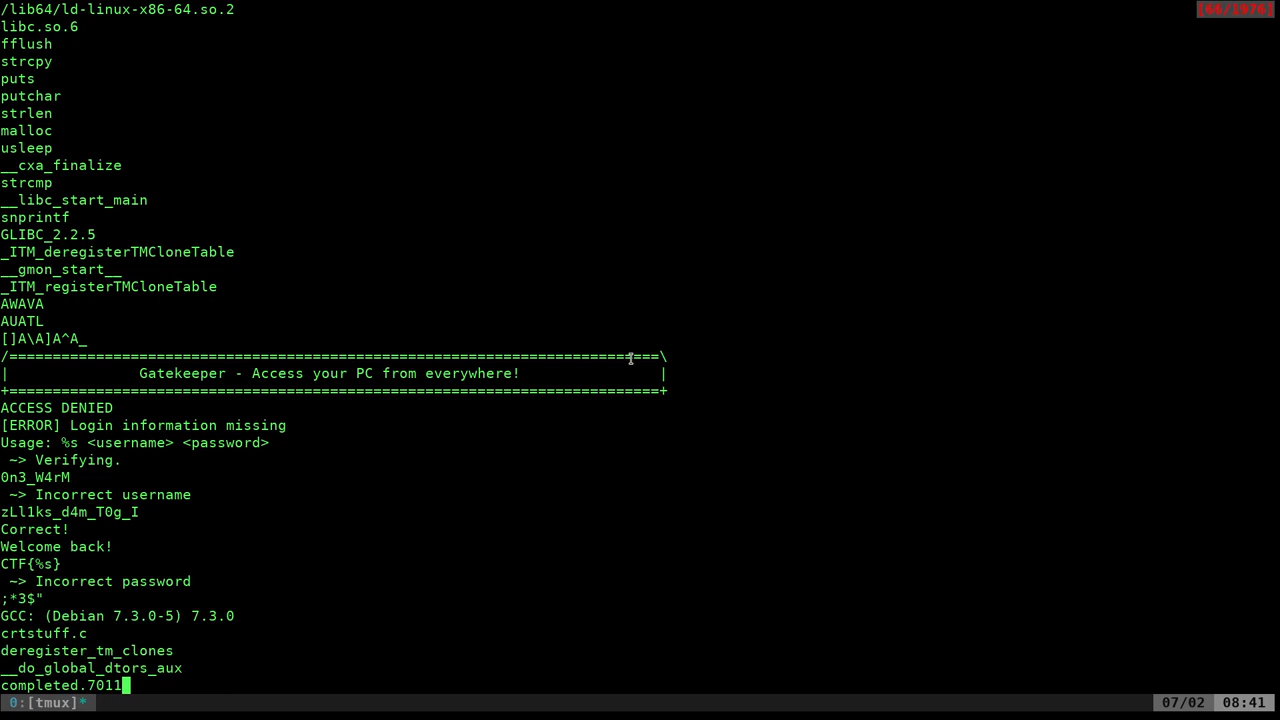 /lib64/ld-linux-x86-64.so.2 [66/1976]
libc.so.6
fflush
strcpy
puts
putchar
strlen
malloc
usleep
__cxa_finalize
strcmp
__libc_start_main
snprintf
GLIBC_2.2.5
_ITM_deregisterTMCloneTable
__gmon_start__
_ITM_registerTMCloneTable
AWAVA
AUATL
[]A\A]A^A_
/===========================================================================\
| Gatekeeper - Access your PC from everywhere! |
+===========================================================================+
ACCESS DENIED
[ERROR] Login information missing
Usage: %s <username> <password>
 ~> Verifying.
0n3_W4rM
 ~> Incorrect username
zLl1ks_d4m_T0g_I
Correct!
Welcome back!
CTF{%s}
 ~> Incorrect password
;*3$"
GCC: (Debian 7.3.0-5) 7.3.0
crtstuff.c
deregister_tm_clones
__do_global_dtors_aux
completed.7011
0:[tmux]* 07/02 08:41